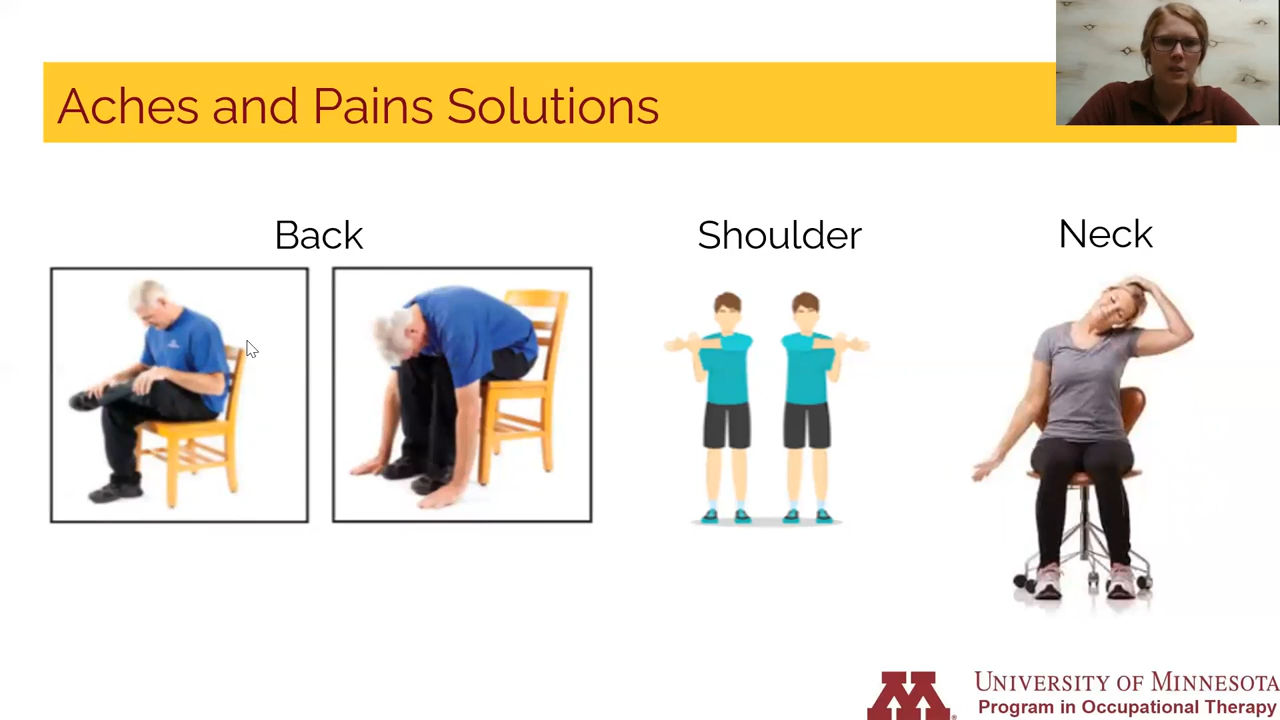 Aches and Pains Solutions
Back
Shoulder
Neck
M
UNIVERSITY OF MINNESOTA
Program in Occupational Therapy